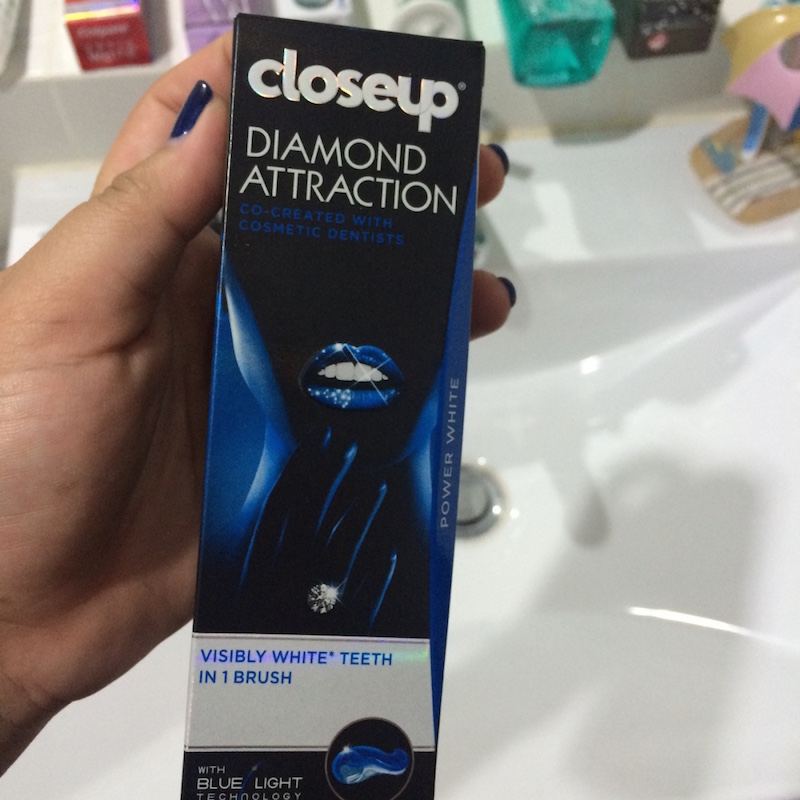 closeup®
DIAMOND
ATTRACTION
CO-CREATED WITH
COSMETIC DENTISTS
POWER WHITE
VISIBLY WHITE* TEETH
IN 1 BRUSH
WITH
BLUE LIGHT
TECHNOLOGY
Colgate